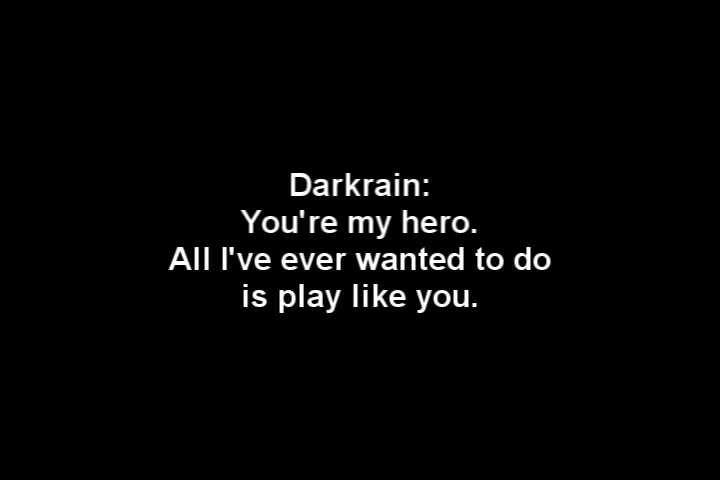 Darkrain:
You're my hero.
All I've ever wanted to do
is play like you.